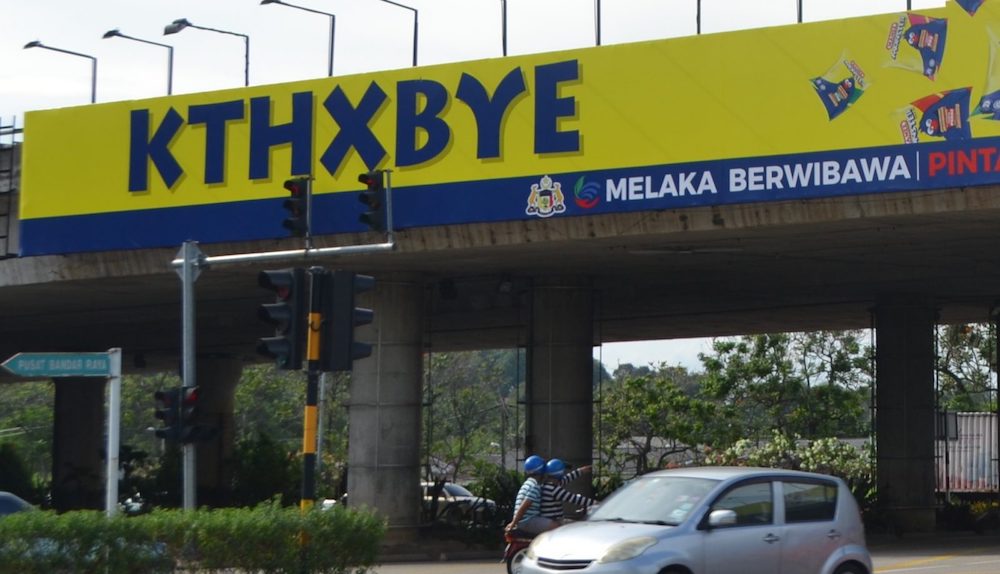 KTHXBYE
MELAKA BERWIBAWA | PINTA
PUSAT BANDAR RAYA